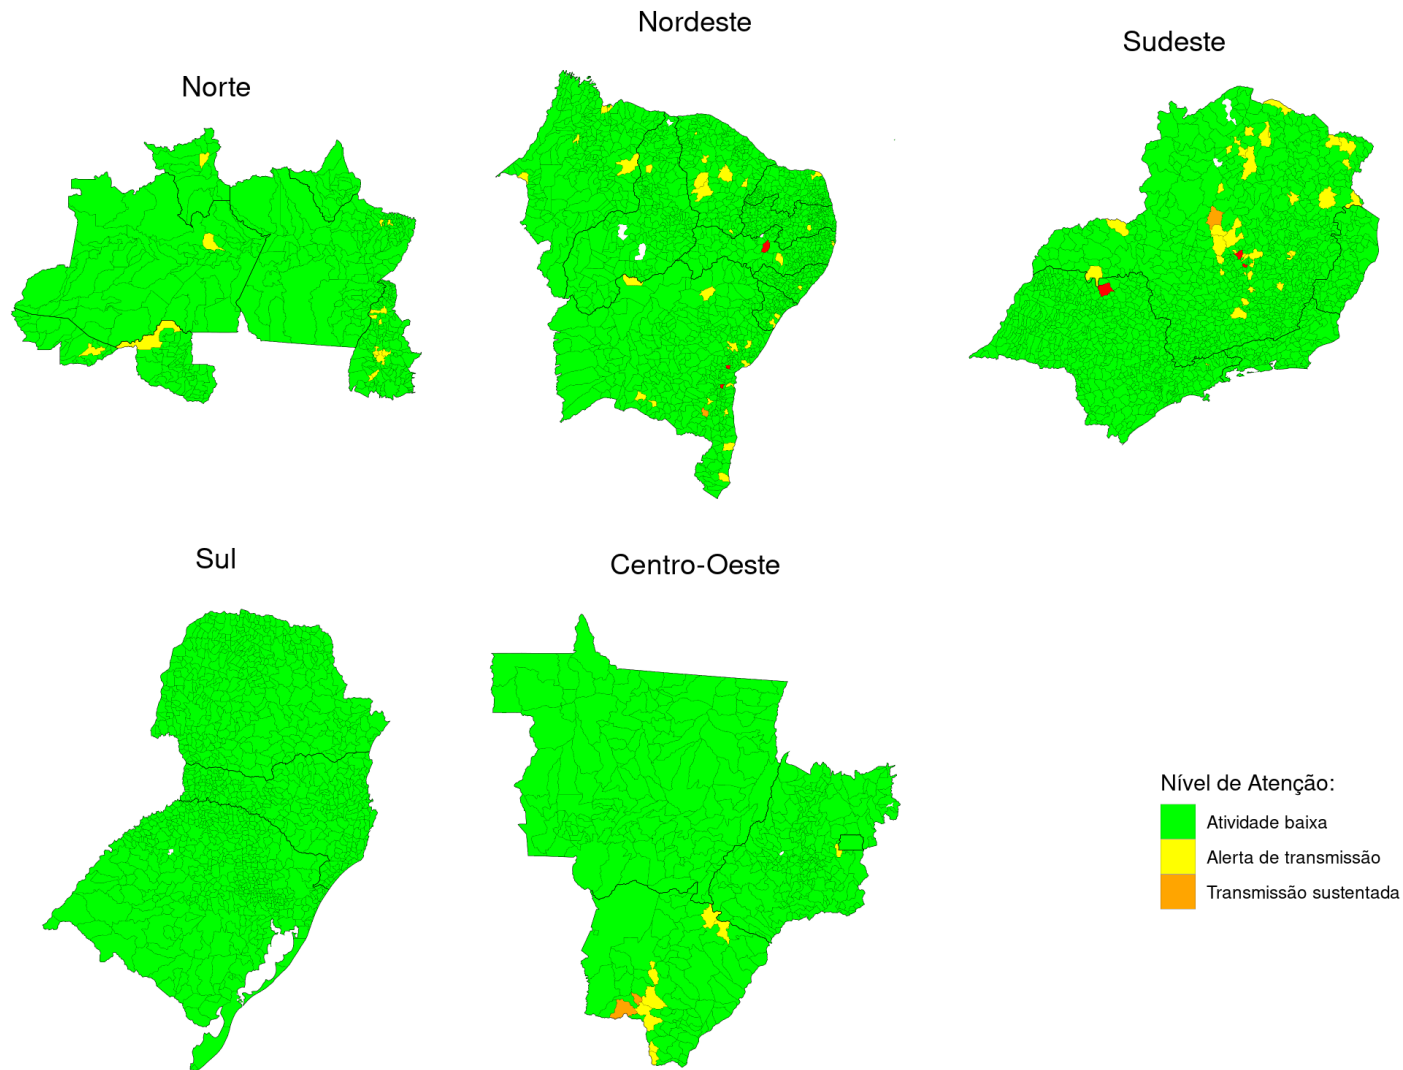 Nordeste
Sudeste
Norte
Sul
Centro-Oeste
Nível de Atenção:
Atividade baixa
Alerta de transmissão
Transmissão sustentada